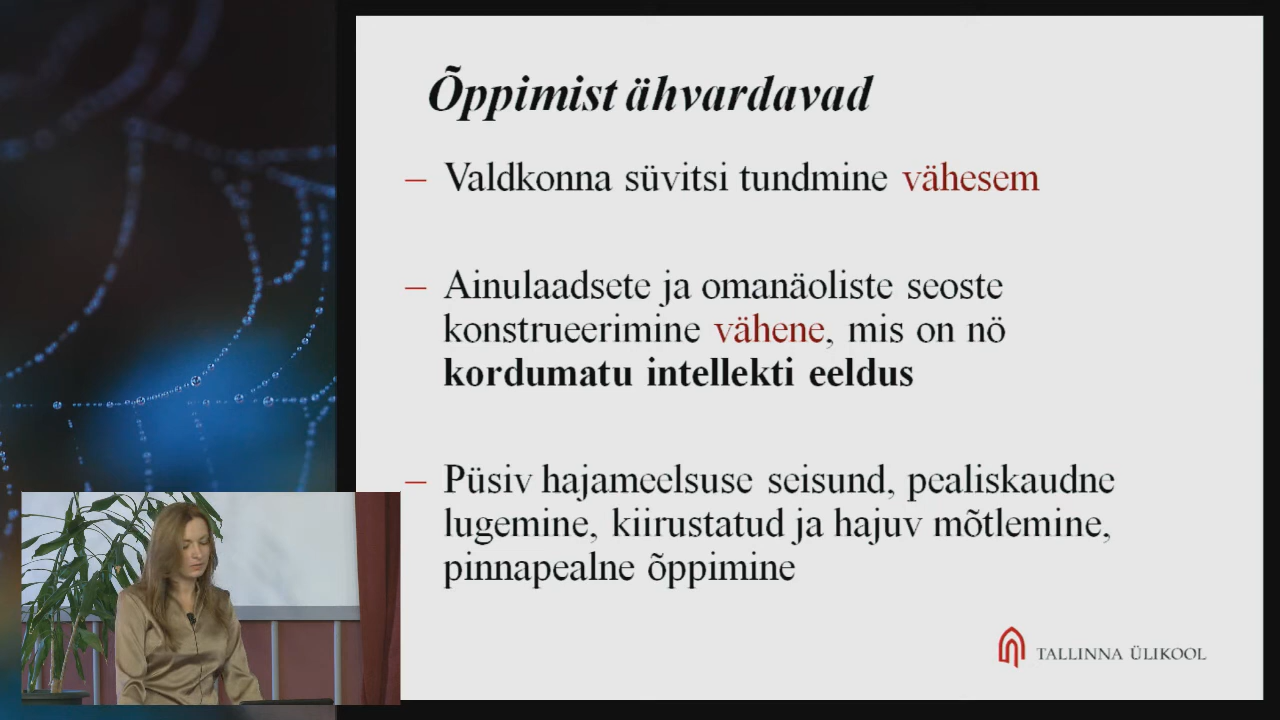 Õppimist ähvardavad
– Valdkonna süvitsi tundmine vähesem
– Ainulaadsete ja omanäoliste seoste
konstrueerimine vähene, mis on nö
kordumatu intellekti eeldus
– Püsiv hajameelsuse seisund, pealiskaudne
lugemine, kiirustatud ja hajuv mõtlemine,
pinnapealne õppimine
TALLINNA ÜLIKOOL